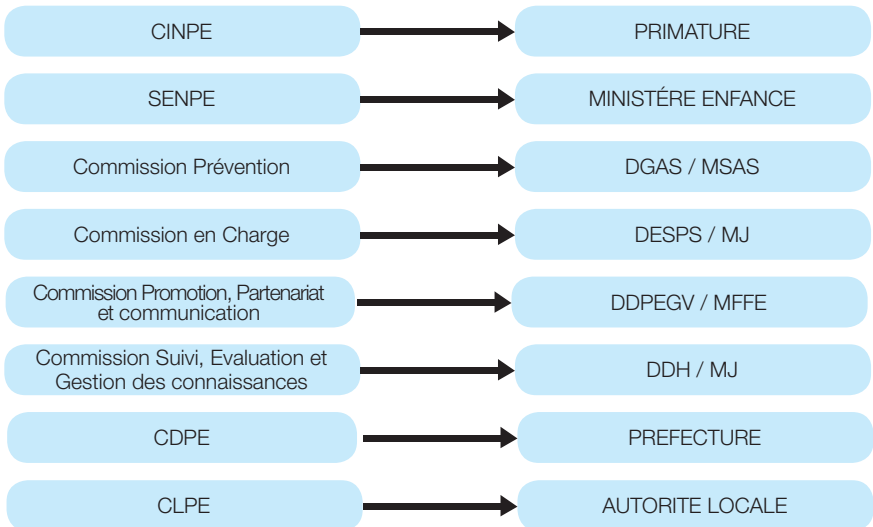 CINPE
PRIMATURE
SENPE
MINISTÉRE ENFANCE
Commission Prévention
DGAS / MSAS
Commission en Charge
DESPS / MJ
Commission Promotion, Partenariat
et communication
DDPEGV / MFFE
Commission Suivi, Evaluation et
Gestion des connaissances
DDH / MJ
CDPE
PREFECTURE
CLPE
AUTORITE LOCALE